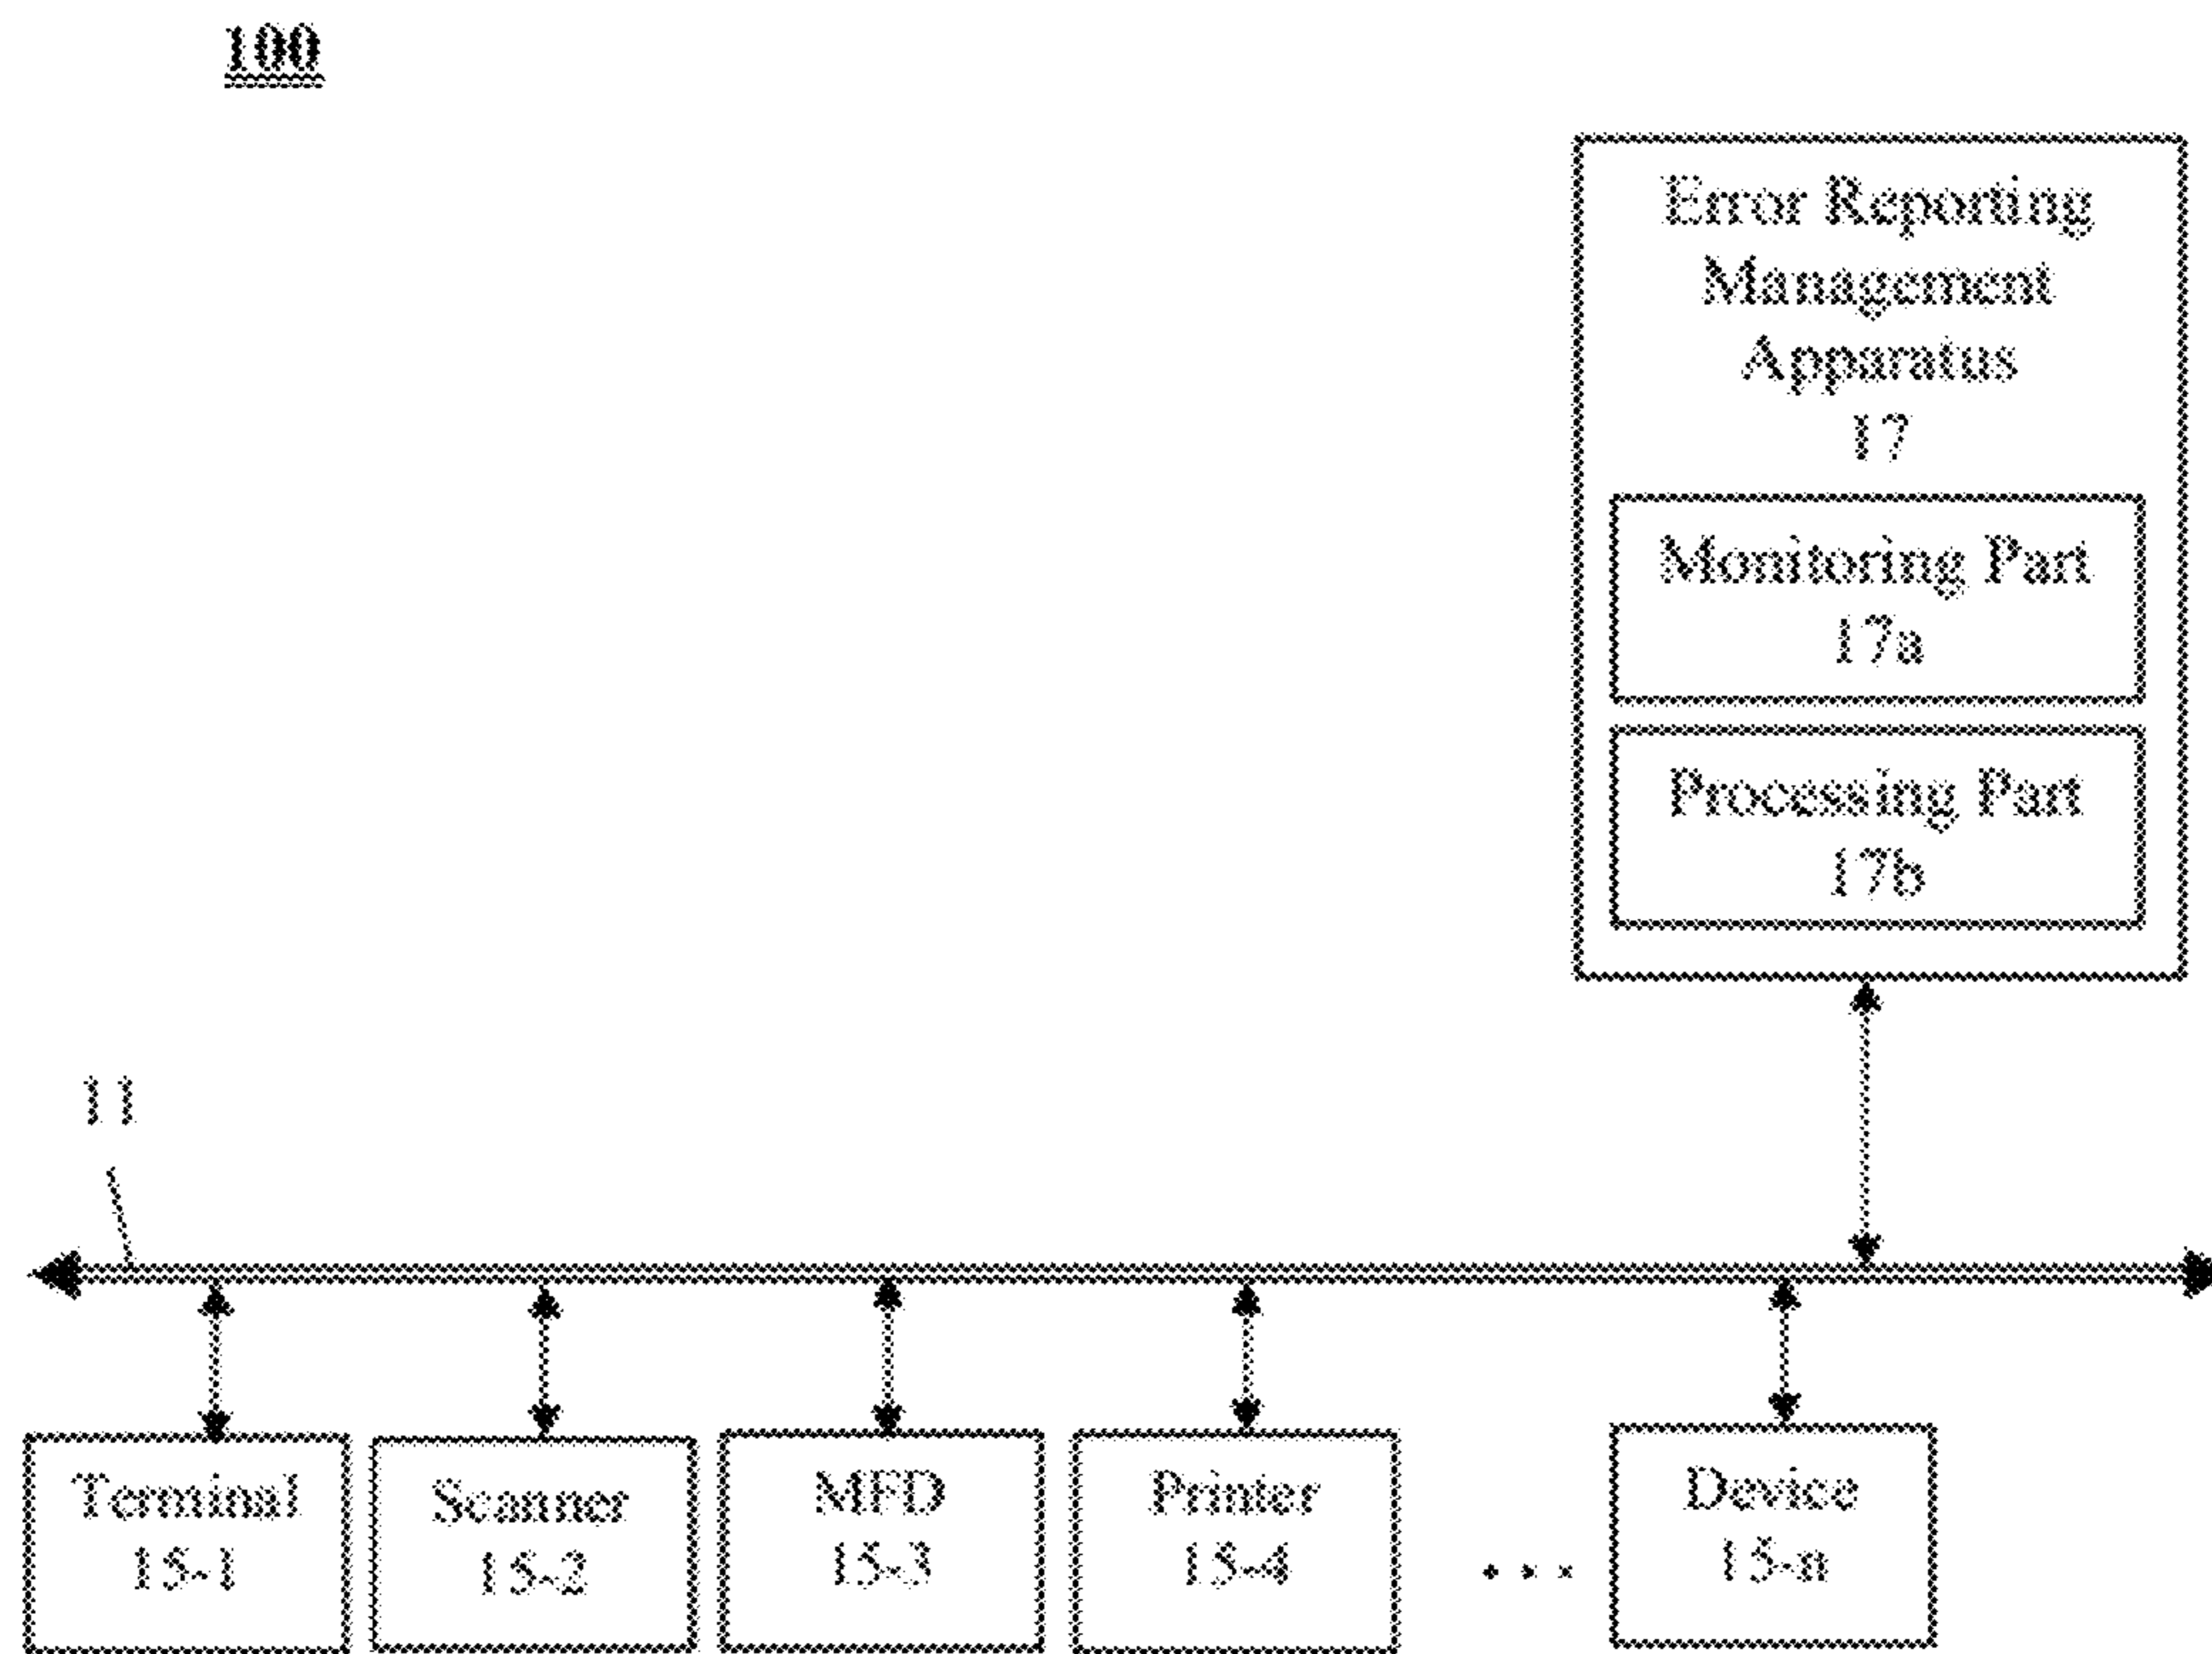 100
Error Reporting
Management
Apparatus
17
Monitoring Part
17a
Processing Part
17b
11
Terminal
15-1
Scanner
15-2
MFD
15-3
Printer
15-4
. . .
Device
15-n